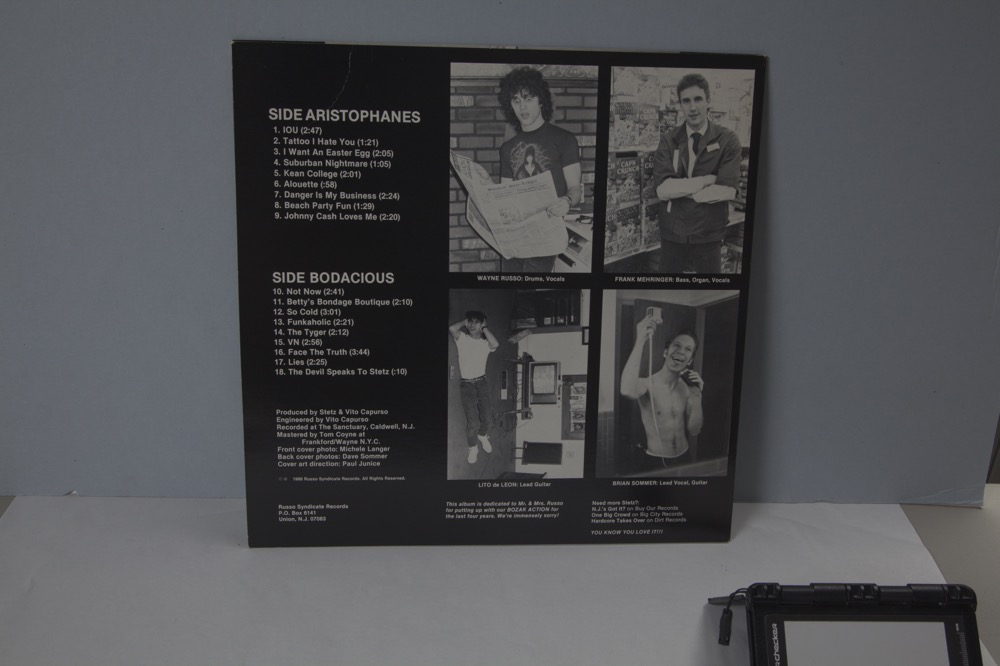 SIDE ARISTOPHANES
1. IOU (2:47)
2. Tattoo I Hate You (1:21)
3. I Want An Easter Egg (2:05)
4. Suburban Nightmare (1:05)
5. Kean College (2:01)
6. Alouette (:58)
7. Danger Is My Business (2:24)
8. Beach Party Fun (1:29)
9. Johnny Cash Loves Me (2:20)
SIDE BODACIOUS
10. Not Now (2:41)
11. Betty's Bondage Boutique (2:10)
12. So Cold (3:01)
13. Funkaholic (2:21)
14. The Tyger (2:12)
15. VN (2:56)
16. Face The Truth (3:44)
17. Lies (2:25)
18. The Devil Speaks To Stetz (:10)
Produced by Stetz & Vito Capurso
Engineered by Vito Capurso
Recorded at The Sanctuary, Caldwell, N.J.
Mastered by Tom Coyne at
Frankford/Wayne N.Y.C.
Front cover photo: Michele Langer
Back cover photos: Dave Sommer
Cover art direction: Paul Junice
Russo Syndicate Records. All Rights Reserved.
Russo Syndicate Records
P.O. Box 6141
Union, N.J. 07083
WAYNE RUSSO: Drums, Vocals
FRANK MEHRINGER: Bass, Organ, Vocals
CAP'N
CRUNCH
LITO de LEON: Lead Guitar
BRIAN SOMMER: Lead Vocal, Guitar
This album is dedicated to Mr. & Mrs. Russo
for putting up with our BOZAK ACTION for
the last four years. We're immensely sorry!
Need more Stetz?:
N.J.'s Got It? on Buy Our Records
One Big Crowd on Big City Records
Hardcore Takes Over on Dirt Records
YOU KNOW YOU LOVE IT!!!!
checker